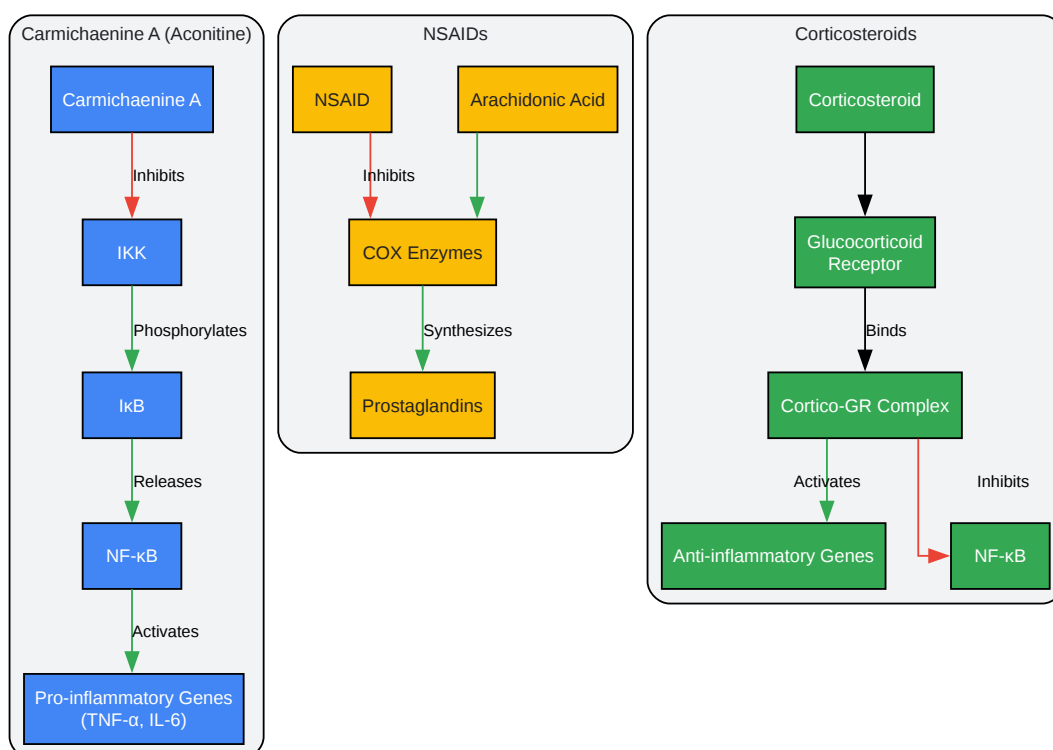 Carmichaenine A (Aconitine)
Carmichaenine A
Inhibits
IKK
Phosphorylates
IκB
Releases
NF-κB
Activates
Pro-inflammatory Genes
(TNF-α, IL-6)
NSAIDs
NSAID
Arachidonic Acid
Inhibits
COX Enzymes
Synthesizes
Prostaglandins
Corticosteroids
Corticosteroid
Glucocorticoid
Receptor
Binds
Cortico-GR Complex
Activates
Inhibits
Anti-inflammatory Genes
NF-κB